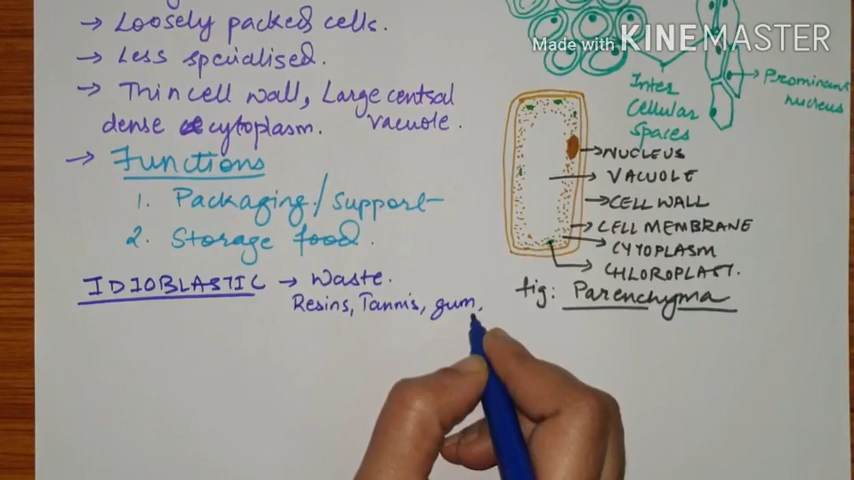 → Loosely packed cells.
→ Less spcialised.
→ Thin cell wall, Large central
dense cytoplasm. vacuole.
→ Functions
1. Packaging/Support
2. Storage food.
IDIOBLASTIC → Waste.
Resins, Tannis, gum.
Made with KINEMASTER
Inter
Cellular
Spaces
Prominent
nucleus
NUCLEUS
VACUOLE
CELL WALL
CELL MEMBRANE
CYTOPLASM
CHLOROPLAST.
fig: Parenchyma